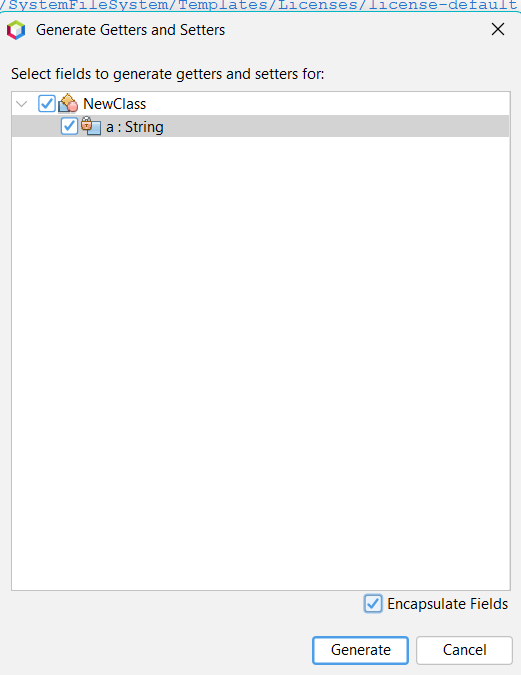 /SystemFileSystem/Templates/Licenses/license-default
Generate Getters and Setters
Select fields to generate getters and setters for:
NewClass
a : String
Encapsulate Fields
Generate Cancel